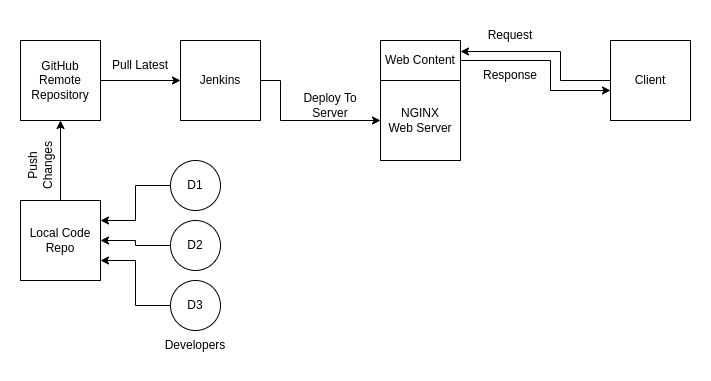 GitHub
Remote
Repository
Pull Latest
Jenkins
Deploy To
Server
Web Content
NGINX
Web Server
Request
Response
Client
Push
Changes
Local Code
Repo
D1
D2
D3
Developers